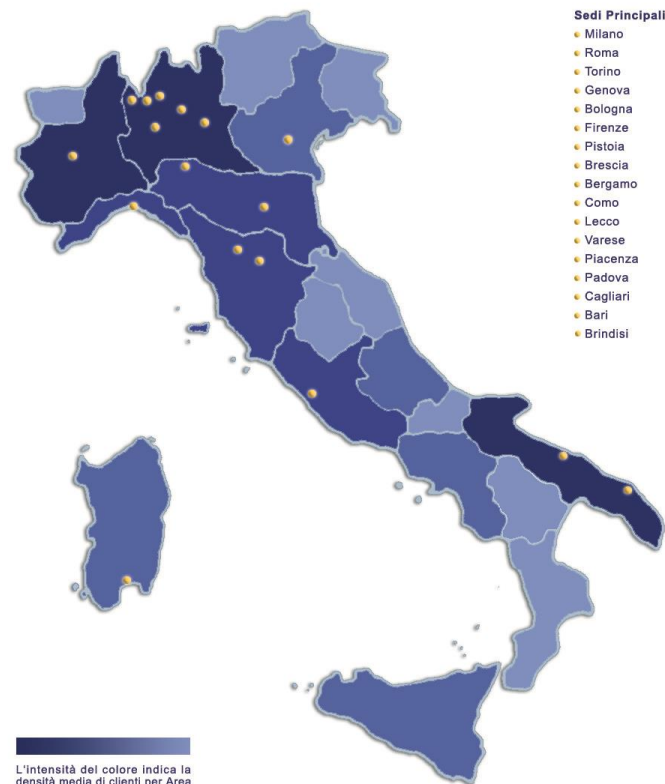 Sedi Principali
Milano
Roma
Torino
Genova
Bologna
Firenze
Pistoia
Brescia
Bergamo
Como
Lecco
Varese
Piacenza
Padova
Cagliari
Bari
Brindisi
L'intensità del colore indica la
densità media di clienti per Area